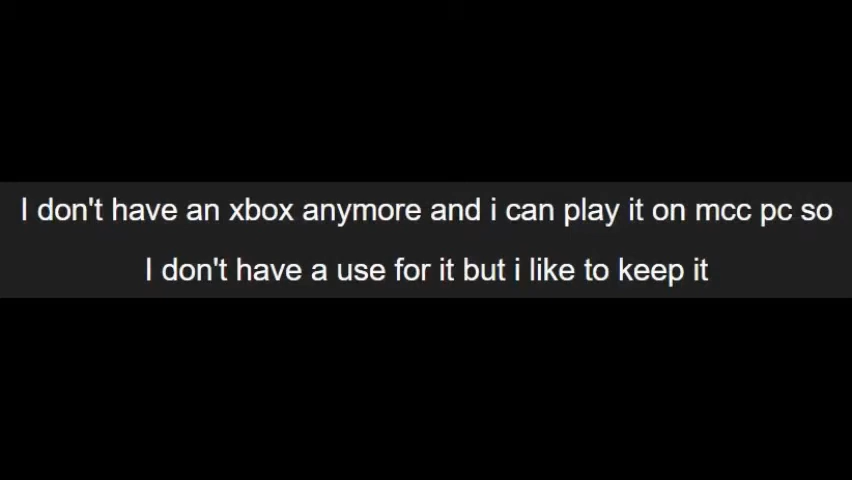 I don't have an xbox anymore and i can play it on mcc pc so
I don't have a use for it but i like to keep it